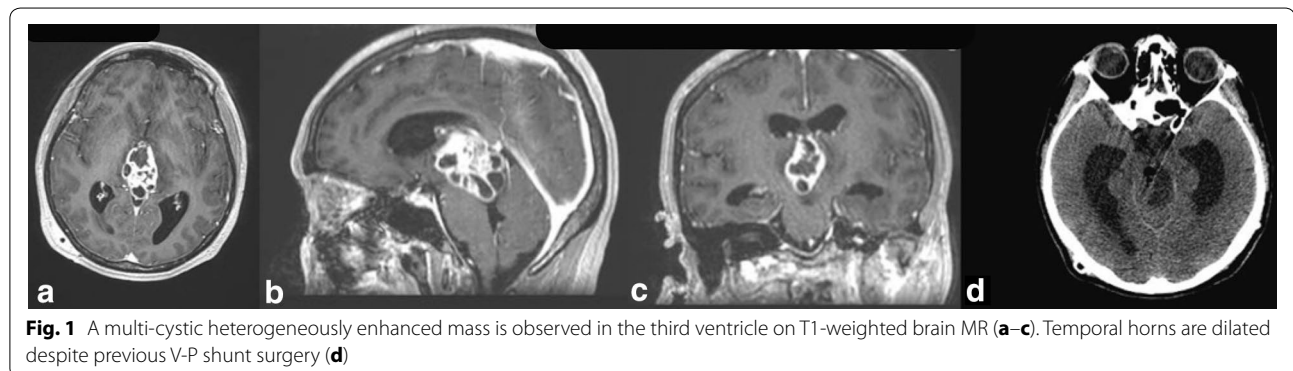 a
b
c
d
Fig. 1 A multi-cystic heterogeneously enhanced mass is observed in the third ventricle on T1-weighted brain MR (a–c). Temporal horns are dilated
despite previous V-P shunt surgery (d)